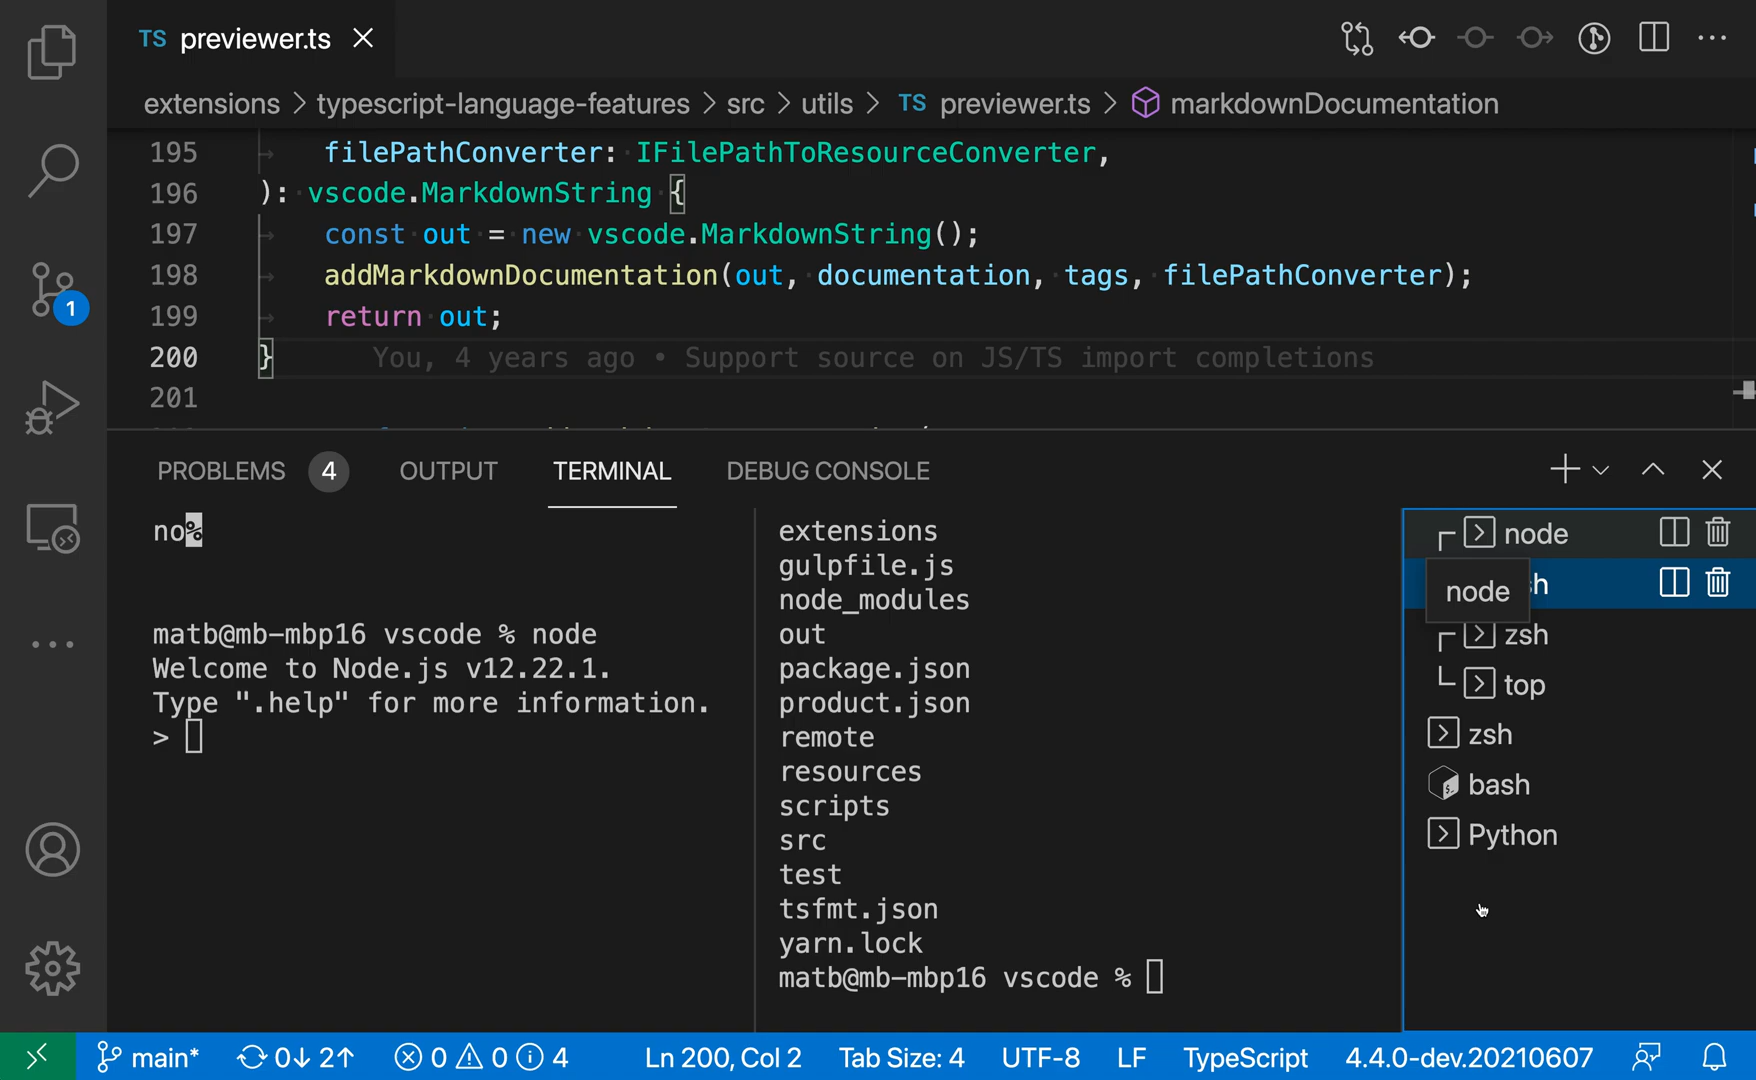 TS previewer.ts
extensions > typescript-language-features > src > utils > TS previewer.ts > markdownDocumentation
195 filePathConverter: IFilePathToResourceConverter,
196 ): vscode.MarkdownString {
197 const out = new vscode.MarkdownString();
198 addMarkdownDocumentation(out, documentation, tags, filePathConverter);
199 return out;
200 } You, 4 years ago • Support source on JS/TS import completions
201
1
PROBLEMS 4 OUTPUT TERMINAL DEBUG CONSOLE
no%
matb@mb-mbp16 vscode % node
Welcome to Node.js v12.22.1.
Type ".help" for more information.
>
extensions
gulpfile.js
node_modules
out
package.json
product.json
remote
resources
scripts
src
test
tsfmt.json
yarn.lock
matb@mb-mbp16 vscode %
node
sh
node
zsh
top
zsh
bash
Python
main* 0↓ 2↑ 0 0 4 Ln 200, Col 2 Tab Size: 4 UTF-8 LF TypeScript 4.4.0-dev.20210607